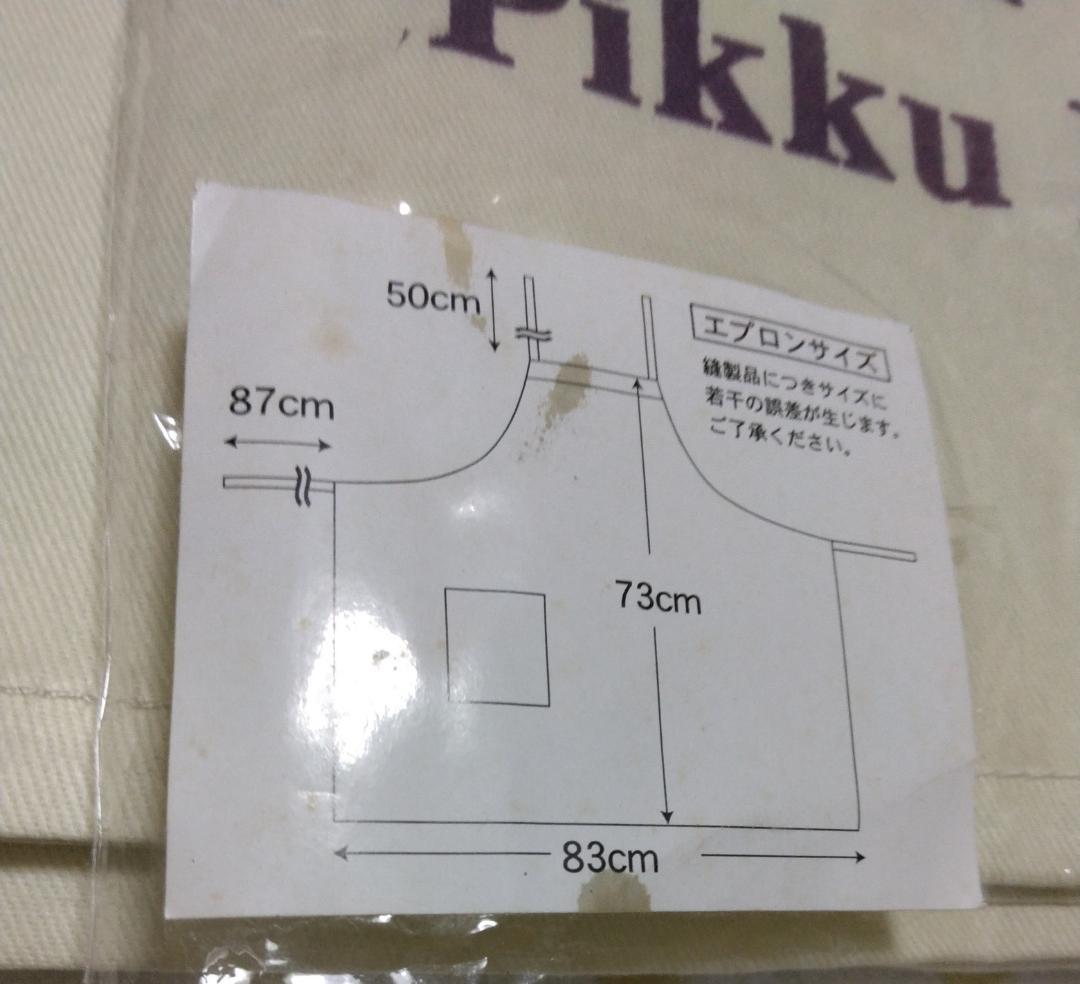 Pikku
50cm
エプロンサイズ
縫製品につきサイズに
若干の誤差が生じます。
ご了承ください。
87cm
73cm
83cm